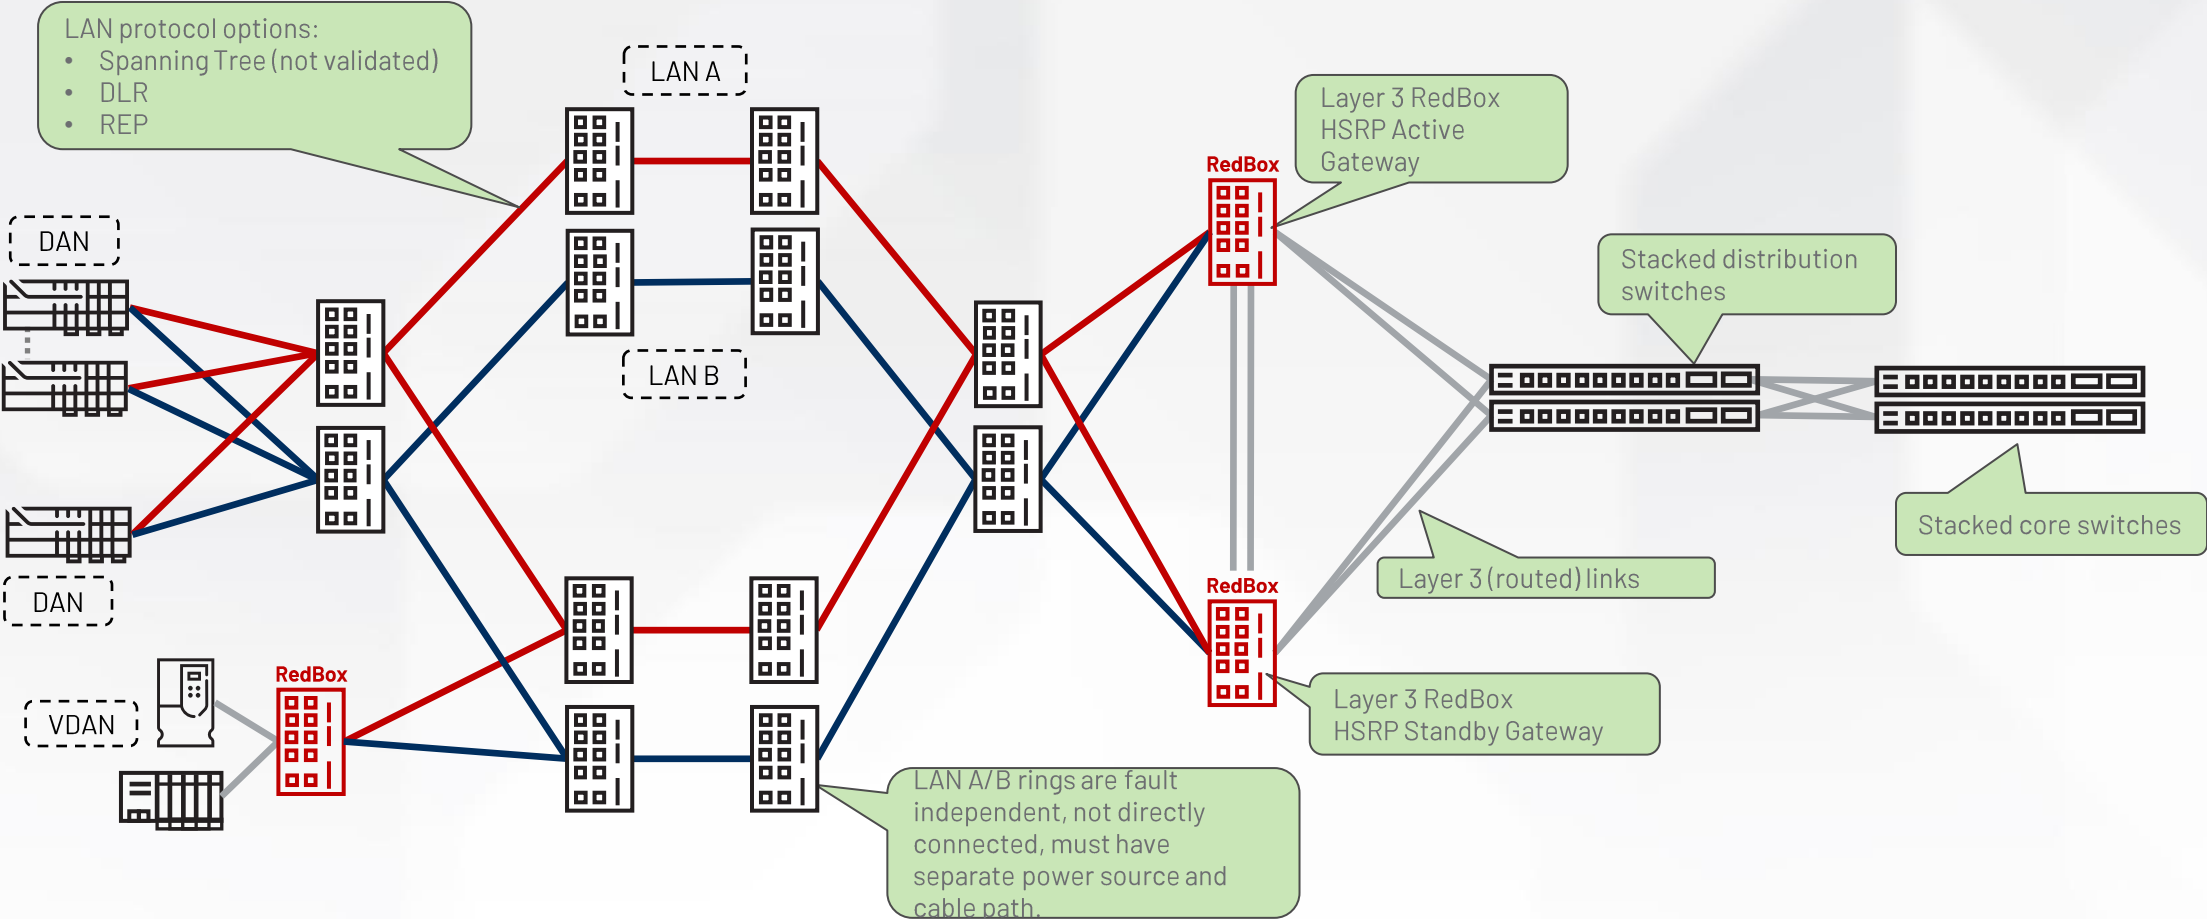 LAN protocol options:
• Spanning Tree (not validated)
• DLR
• REP
LAN A
Layer 3 RedBox
HSRP Active
Gateway
RedBox
DAN
Stacked distribution
switches
LAN B
Stacked core switches
Layer 3 (routed) links
RedBox
DAN
RedBox
VDAN
Layer 3 RedBox
HSRP Standby Gateway
LAN A/B rings are fault
independent, not directly
connected, must have
separate power source and
cable path.